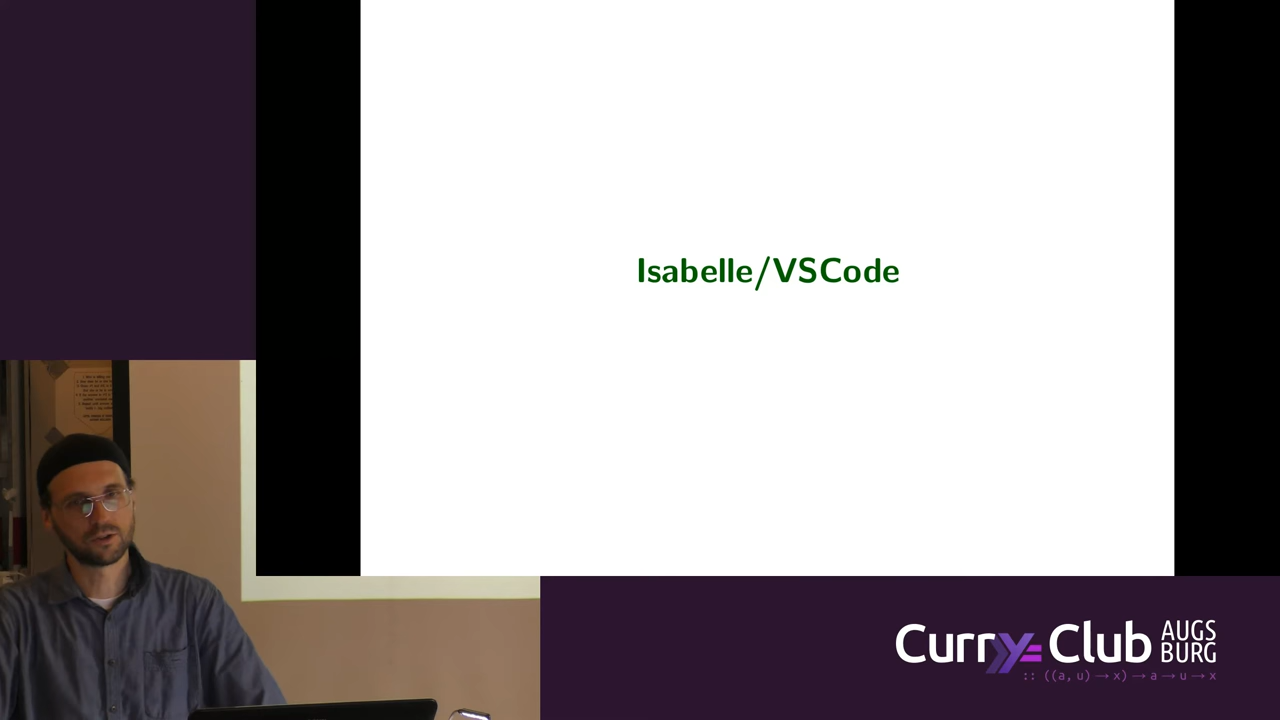 Isabelle/VSCode
Curry Club AUGS
BURG
:: ((a, u) → x) → a → u → x